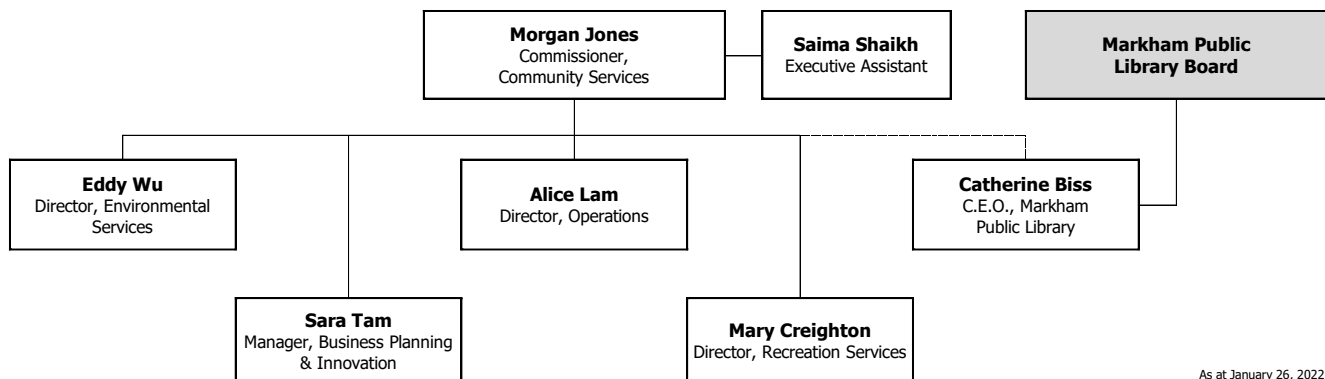 Morgan Jones
Commissioner,
Community Services
Saima Shaikh
Executive Assistant
Markham Public
Library Board
Eddy Wu
Director, Environmental
Services
Alice Lam
Director, Operations
Catherine Biss
C.E.O., Markham
Public Library
Sara Tam
Manager, Business Planning
& Innovation
Mary Creighton
Director, Recreation Services
As at January 26, 2022